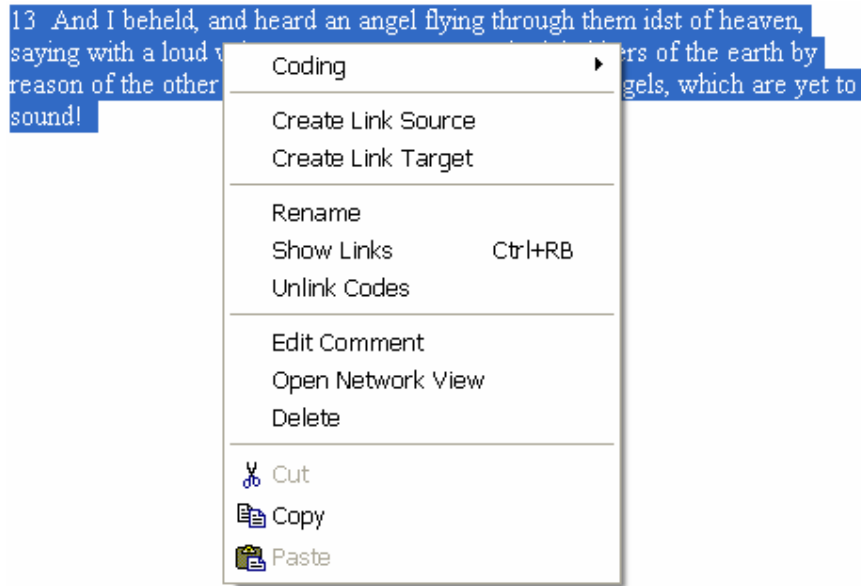 13 And I beheld, and heard an angel flying through them idst of heaven,
saying with a loud of the earth by
reason of the other which are yet to
sound!
Coding
Create Link Source
Create Link Target
Rename
Show Links Ctrl+RB
Unlink Codes
Edit Comment
Open Network View
Delete
Cut
Copy
Paste